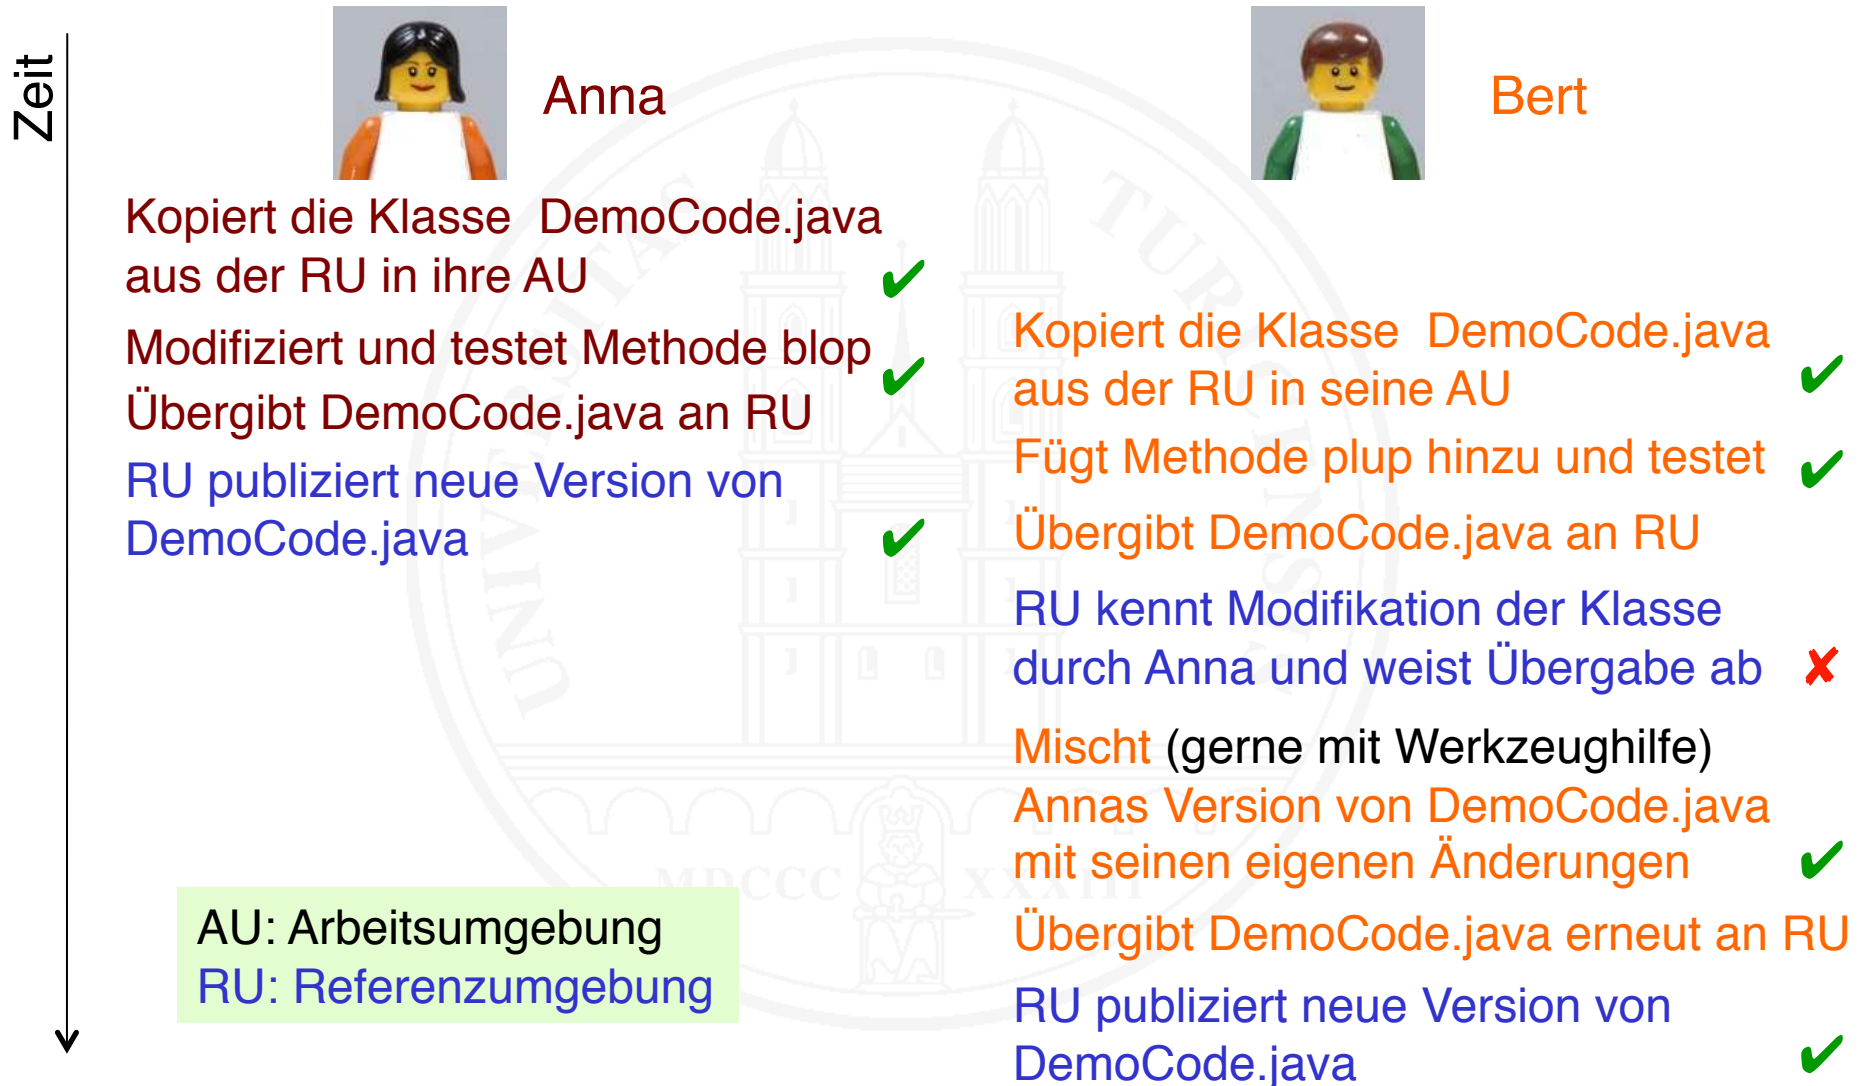 Zeit
Anna
Bert
Kopiert die Klasse DemoCode.java
aus der RU in ihre AU
Modifiziert und testet Methode blop
Übergibt DemoCode.java an RU
RU publiziert neue Version von
DemoCode.java
Kopiert die Klasse DemoCode.java
aus der RU in seine AU
Fügt Methode plup hinzu und testet
Übergibt DemoCode.java an RU
RU kennt Modifikation der Klasse
durch Anna und weist Übergabe ab
Mischt (gerne mit Werkzeughilfe)
Annas Version von DemoCode.java
mit seinen eigenen Änderungen
Übergibt DemoCode.java erneut an RU
RU publiziert neue Version von
DemoCode.java
AU: Arbeitsumgebung
RU: Referenzumgebung
UNIVERSITAS TURICENSIS
MDCCC XXXIII